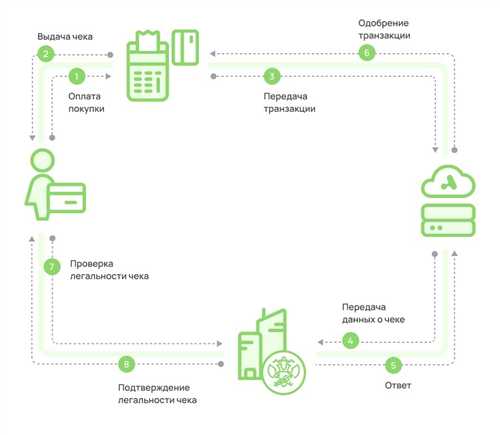 Одобрение
транзакции
6
Выдача чека
2
1
Оплата
покупки
3
Передача
транзакции
7
Проверка
легальности чека
Передача
данных о чеке
4
8
5
Подтверждение
легальности чека
Ответ